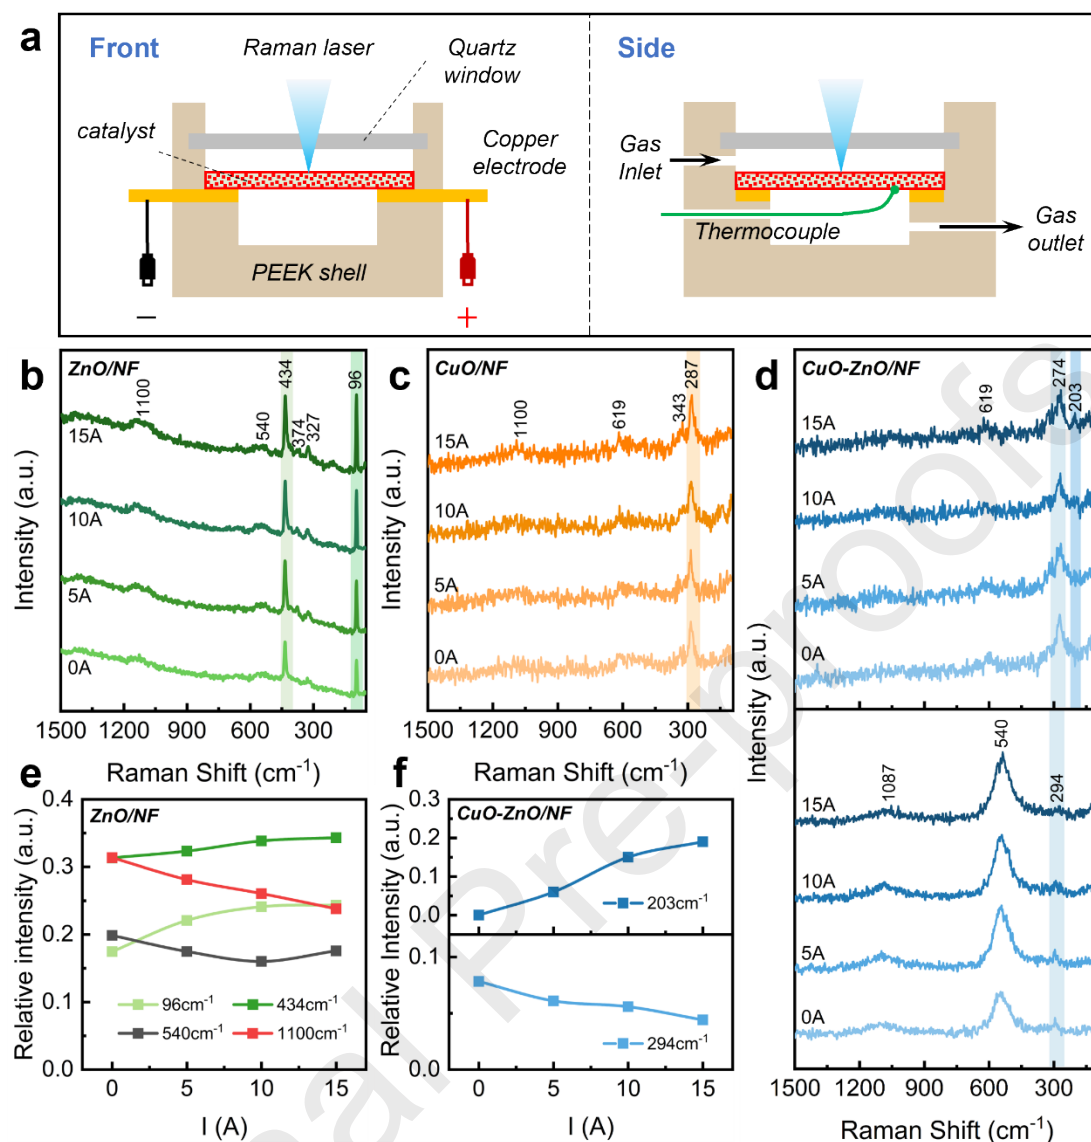 a
Front
Raman laser
Quartz
window
catalyst
Copper
electrode
PEEK shell
−
+
Side
Gas
Inlet
Thermocouple
Gas
outlet
b
ZnO/NF
1100
540
434
374
327
96
15A
10A
5A
0A
1500 1200 900 600 300
Raman Shift (cm⁻¹)
Intensity (a.u.)
c
CuO/NF
1100
619
343
287
15A
10A
5A
0A
1500 1200 900 600 300
Raman Shift (cm⁻¹)
Intensity (a.u.)
d
CuO-ZnO/NF
619
274
203
15A
10A
5A
0A
1087
540
294
15A
10A
5A
0A
1500 1200 900 600 300
Raman Shift (cm⁻¹)
Intensity (a.u.)
e
ZnO/NF
0.4
0.3
0.2
0.1
0.0
96cm⁻¹
434cm⁻¹
540cm⁻¹
1100cm⁻¹
0 5 10 15
I (A)
Relative intensity (a.u.)
f
CuO-ZnO/NF
0.3
0.2
0.1
0.0
203cm⁻¹
0.1
0.0
294cm⁻¹
0 5 10 15
I (A)
Relative Intensity (a.u.)
al Pre-proofs